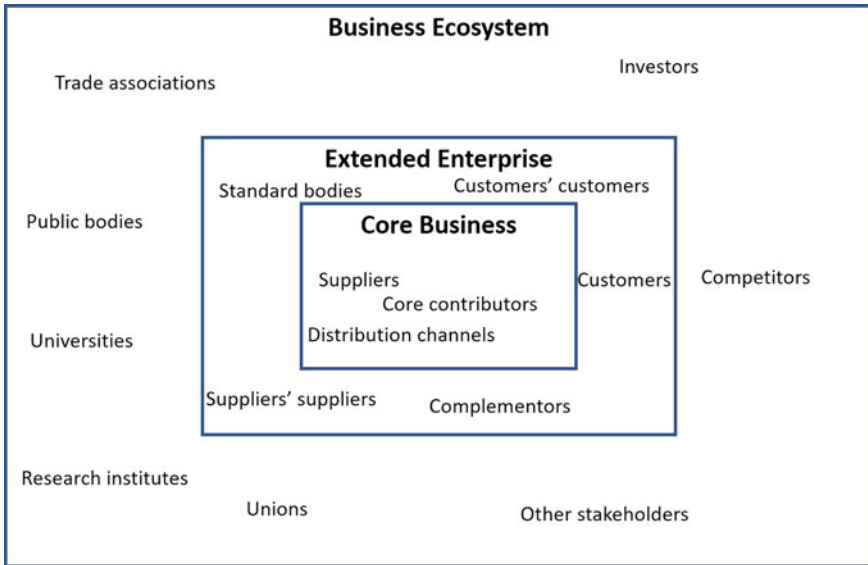 Business Ecosystem
Investors
Trade associations
Extended Enterprise
Customers’ customers
Standard bodies
Public bodies
Core Business
Suppliers
Customers
Competitors
Core contributors
Distribution channels
Universities
Suppliers’ suppliers
Complementors
Research institutes
Unions
Other stakeholders